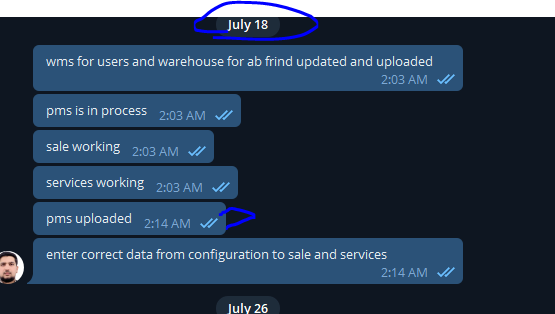 July 18
wms for users and warehouse for ab frind updated and uploaded
2:03 AM
pms is in process 2:03 AM
sale working 2:03 AM
services working 2:03 AM
pms uploaded 2:14 AM
enter correct data from configuration to sale and services
2:14 AM
July 26